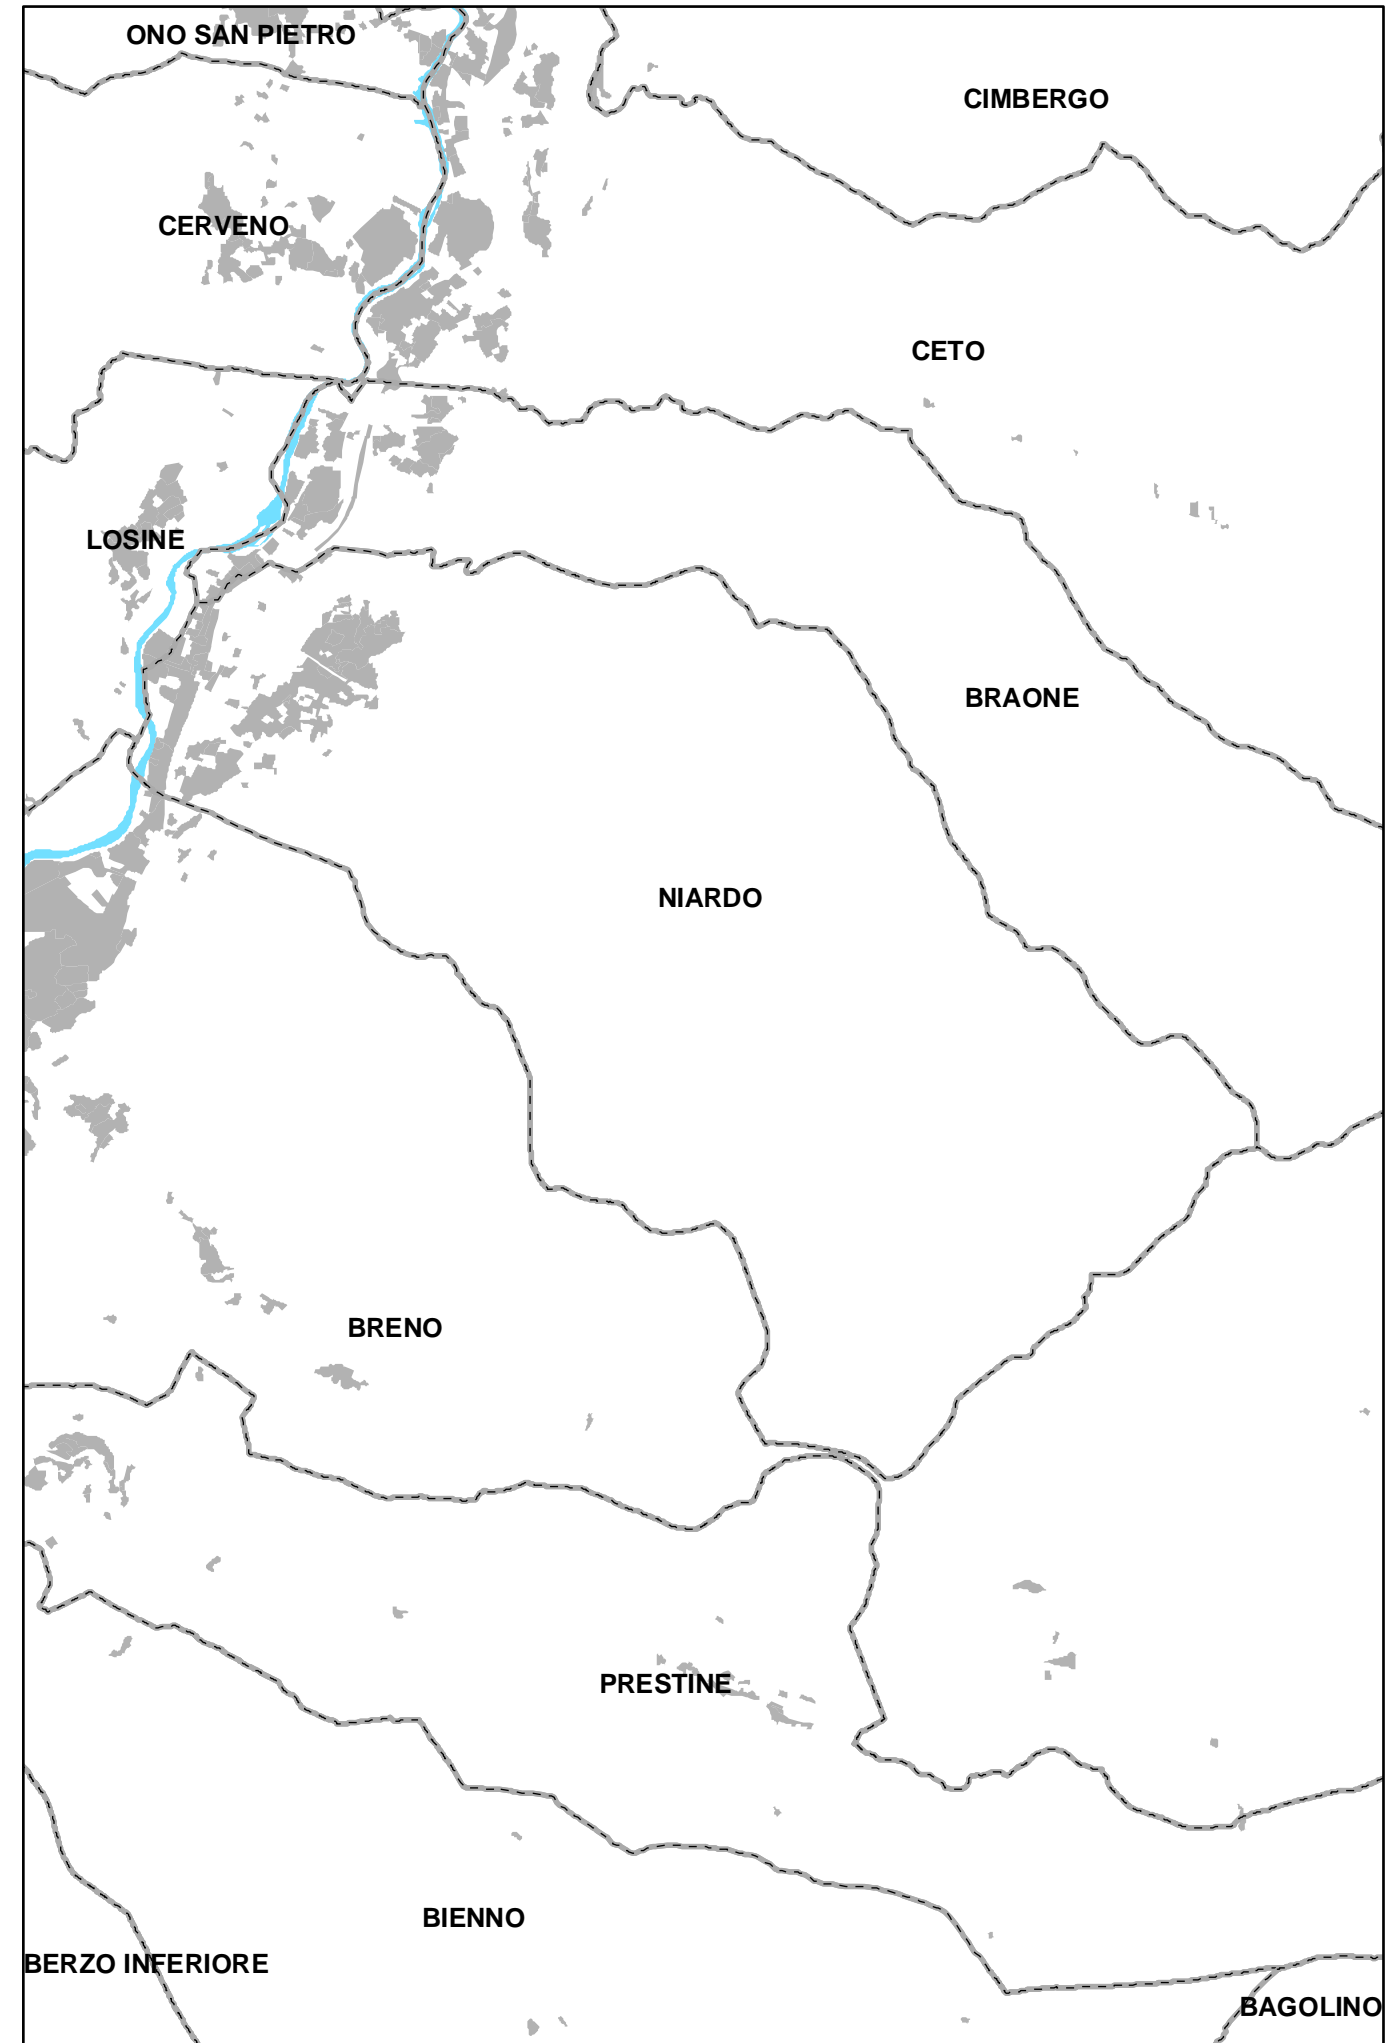 ONO SAN PIETRO
CIMBERGO
CERVENO
CETO
LOSINE
BRAONE
NIARDO
BRENO
PRESTINE
BIENNO
BERZO INFERIORE
BAGOLINO